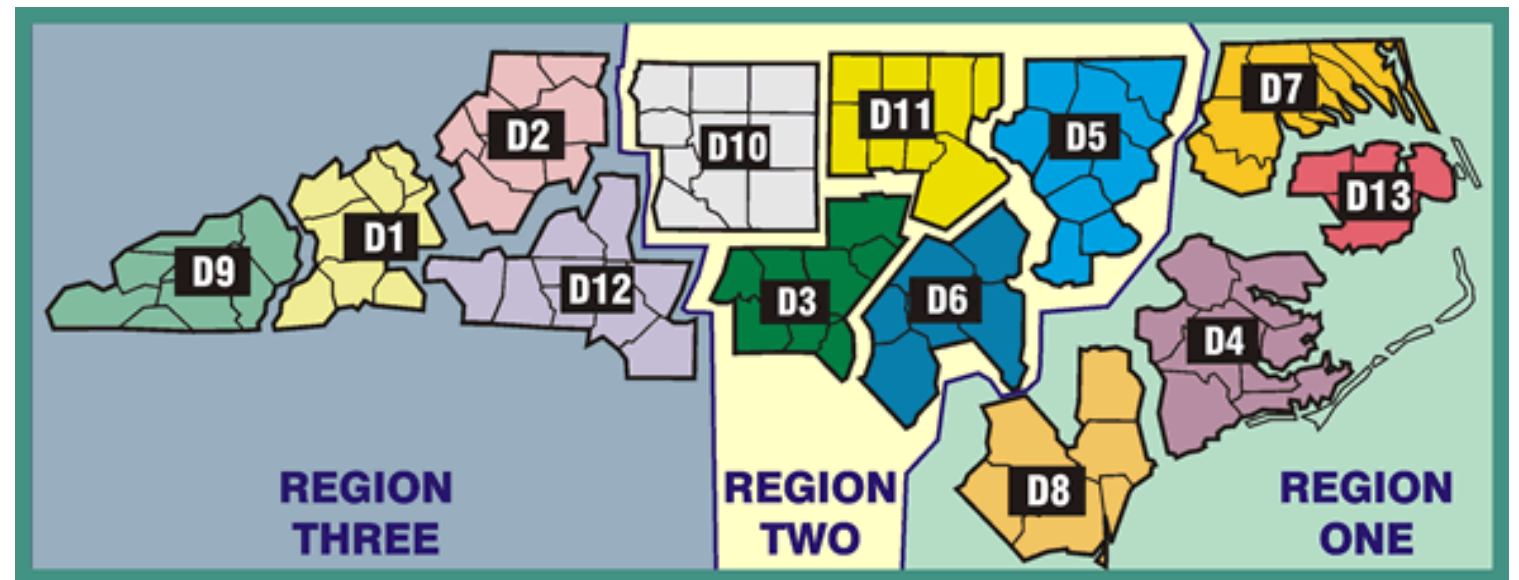 D7
D11
D2
D5
D10
D13
D1
D9
D12
D3
D6
D4
D8
REGION
THREE
REGION
TWO
REGION
ONE